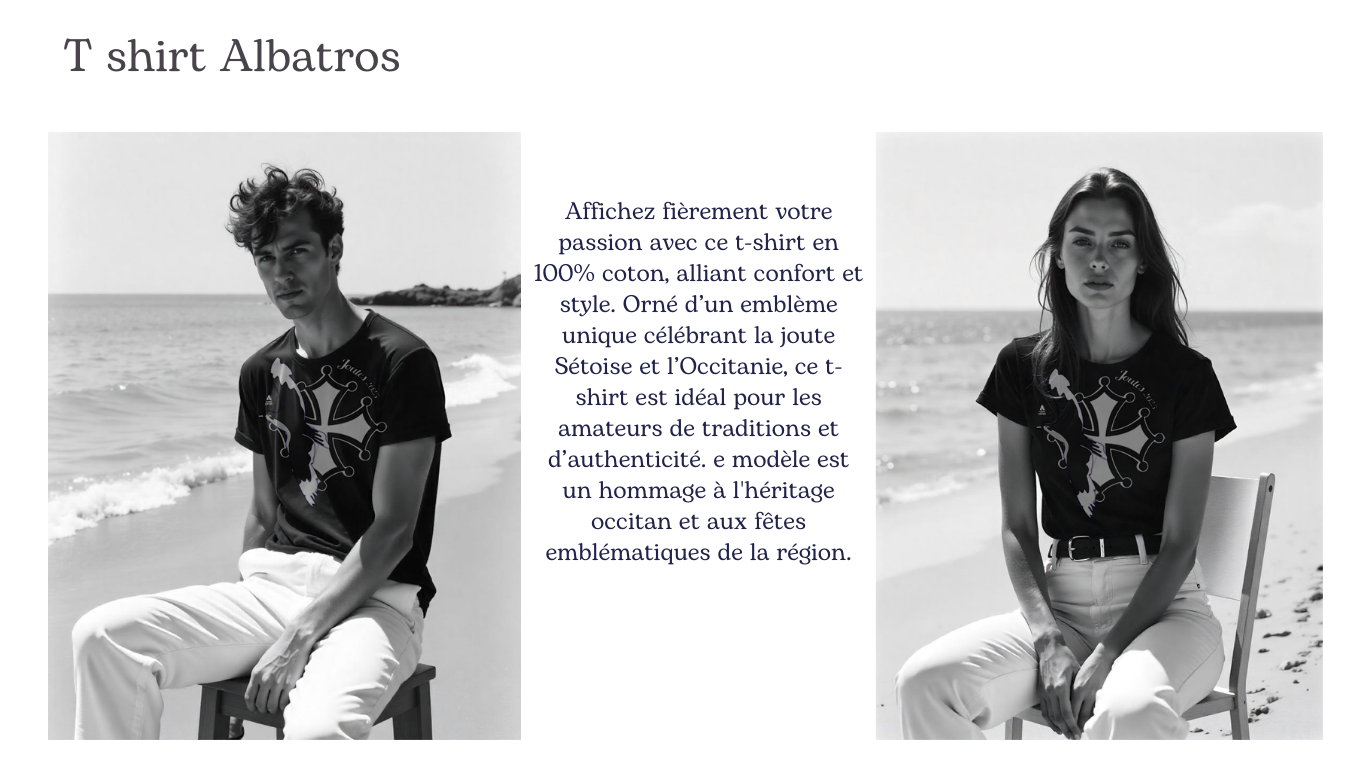 T shirt Albatros
Affichez fièrement votre
passion avec ce t-shirt en
100% coton, alliant confort et
style. Orné d’un emblème
unique célébrant la joute
Sétoise et l’Occitanie, ce t-
shirt est idéal pour les
amateurs de traditions et
d’authenticité. e modèle est
un hommage à l'héritage
occitan et aux fêtes
emblématiques de la région.